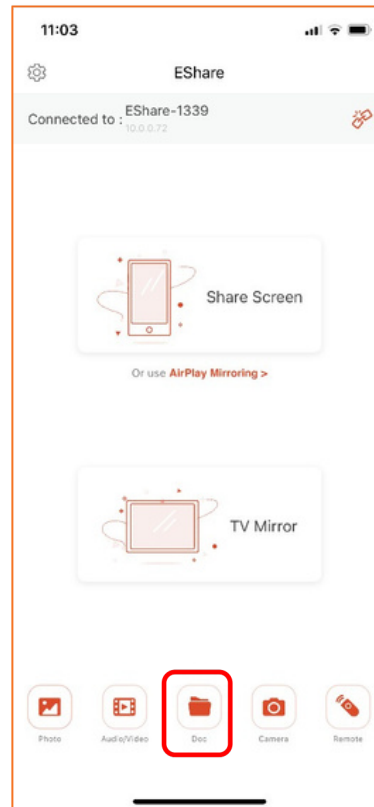 11:03
EShare
Connected to : EShare-1339
10.0.0.72
Share Screen
Or use AirPlay Mirroring >
TV Mirror
Photo Audio/Video Doc Camera Remote